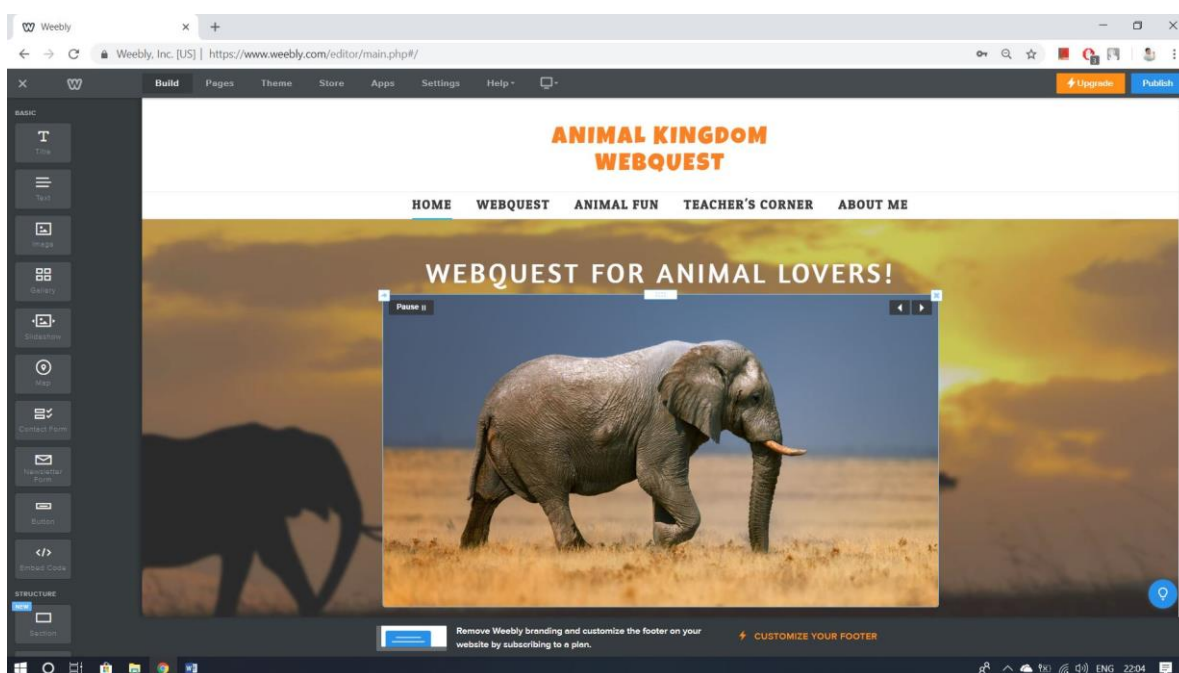 Weebly
Weebly, Inc. [US] | https://www.weebly.com/editor/main.php#/
Build Pages Theme Store Apps Settings Help
Upgrade Publish
BASIC
Title
Text
Image
Gallery
Slideshow
Map
Contact Form
Newsletter
Form
Button
Embed Code
STRUCTURE
NEW
Section
ANIMAL KINGDOM
WEBQUEST
HOME WEBQUEST ANIMAL FUN TEACHER'S CORNER ABOUT ME
WEBQUEST FOR ANIMAL LOVERS!
Pause
Remove Weebly branding and customize the footer on your
website by subscribing to a plan.
CUSTOMIZE YOUR FOOTER
ENG 22:04